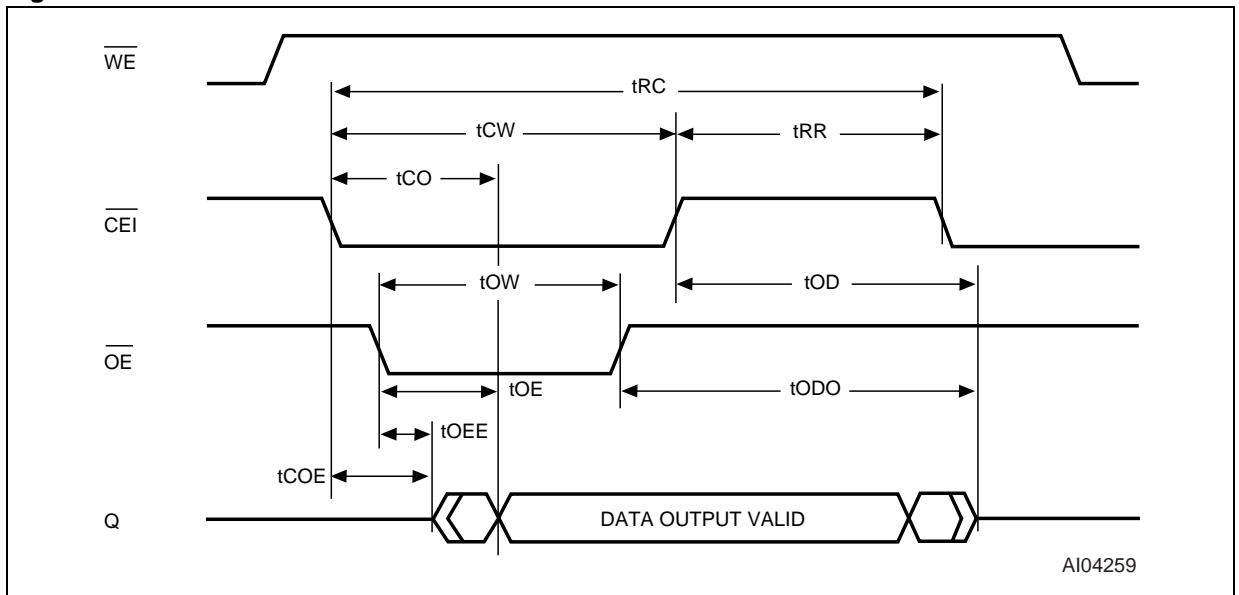 WE
tRC
tCW
tRR
tCO
CEI
tOW
tOD
OE
tOE
tODO
tOEE
tCOE
Q
DATA OUTPUT VALID
AI04259